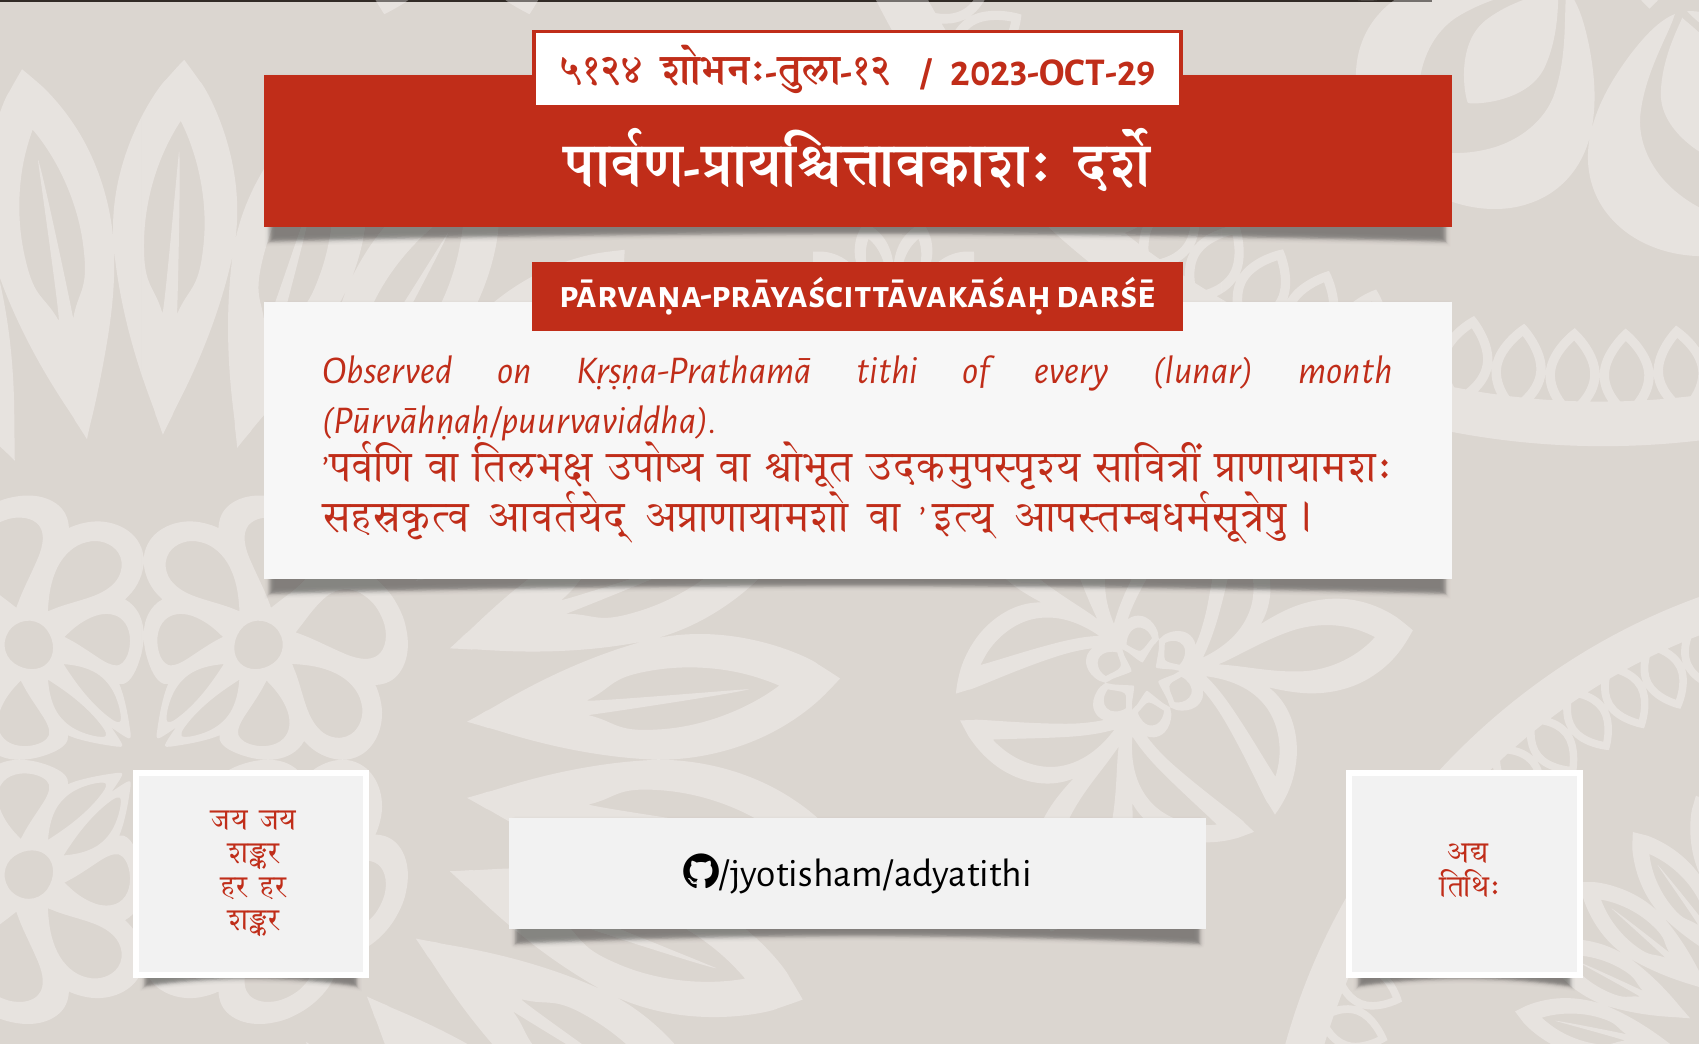 ५१२४ शोभनः-तुला-१२ / 2023-OCT-29
पार्वण-प्रायश्चित्तावकाशः दर्शे
PĀRVAṆA-PRĀYAŚCITTĀVAKĀŚAḤ DARŚĒ
Observed on Kṛṣṇa-Prathamā tithi of every (lunar) month
(Pūrvāhṇaḥ/puurvaviddha).
’पर्वणि वा तिलभक्ष उपोष्य वा श्वोभूत उदकमुपस्पृश्य सावित्रीं प्राणायामशः
सहस्रकृत्व आवर्तयेद् अप्राणायामशो वा ’ इत्य् आपस्तम्बधर्मसूत्रेषु।
जय जय
शङ्कर
हर हर
शङ्कर
/jyotisham/adyatithi
अद्य
तिथिः